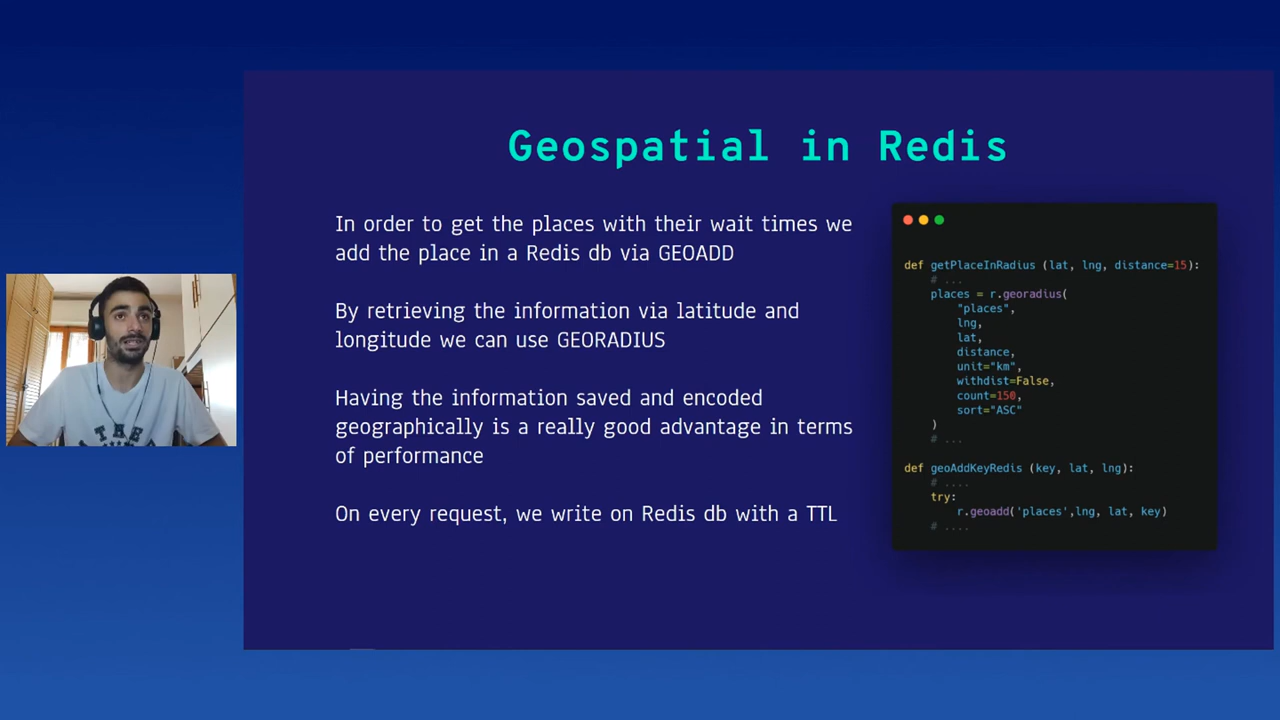 Geospatial in Redis
In order to get the places with their wait times we
add the place in a Redis db via GEOADD
By retrieving the information via latitude and
longitude we can use GEORADIUS
Having the information saved and encoded
geographically is a really good advantage in terms
of performance
On every request, we write on Redis db with a TTL
def getPlaceInRadius (lat, lng, distance=15):
# ...
places = r.georadius(
"places",
lng,
lat,
distance,
unit="km",
withdist=False,
count=150,
sort="ASC"
)
# ...
def geoAddKeyRedis (key, lat, lng):
# ....
try:
r.geoadd('places',lng, lat, key)
# ....
THE